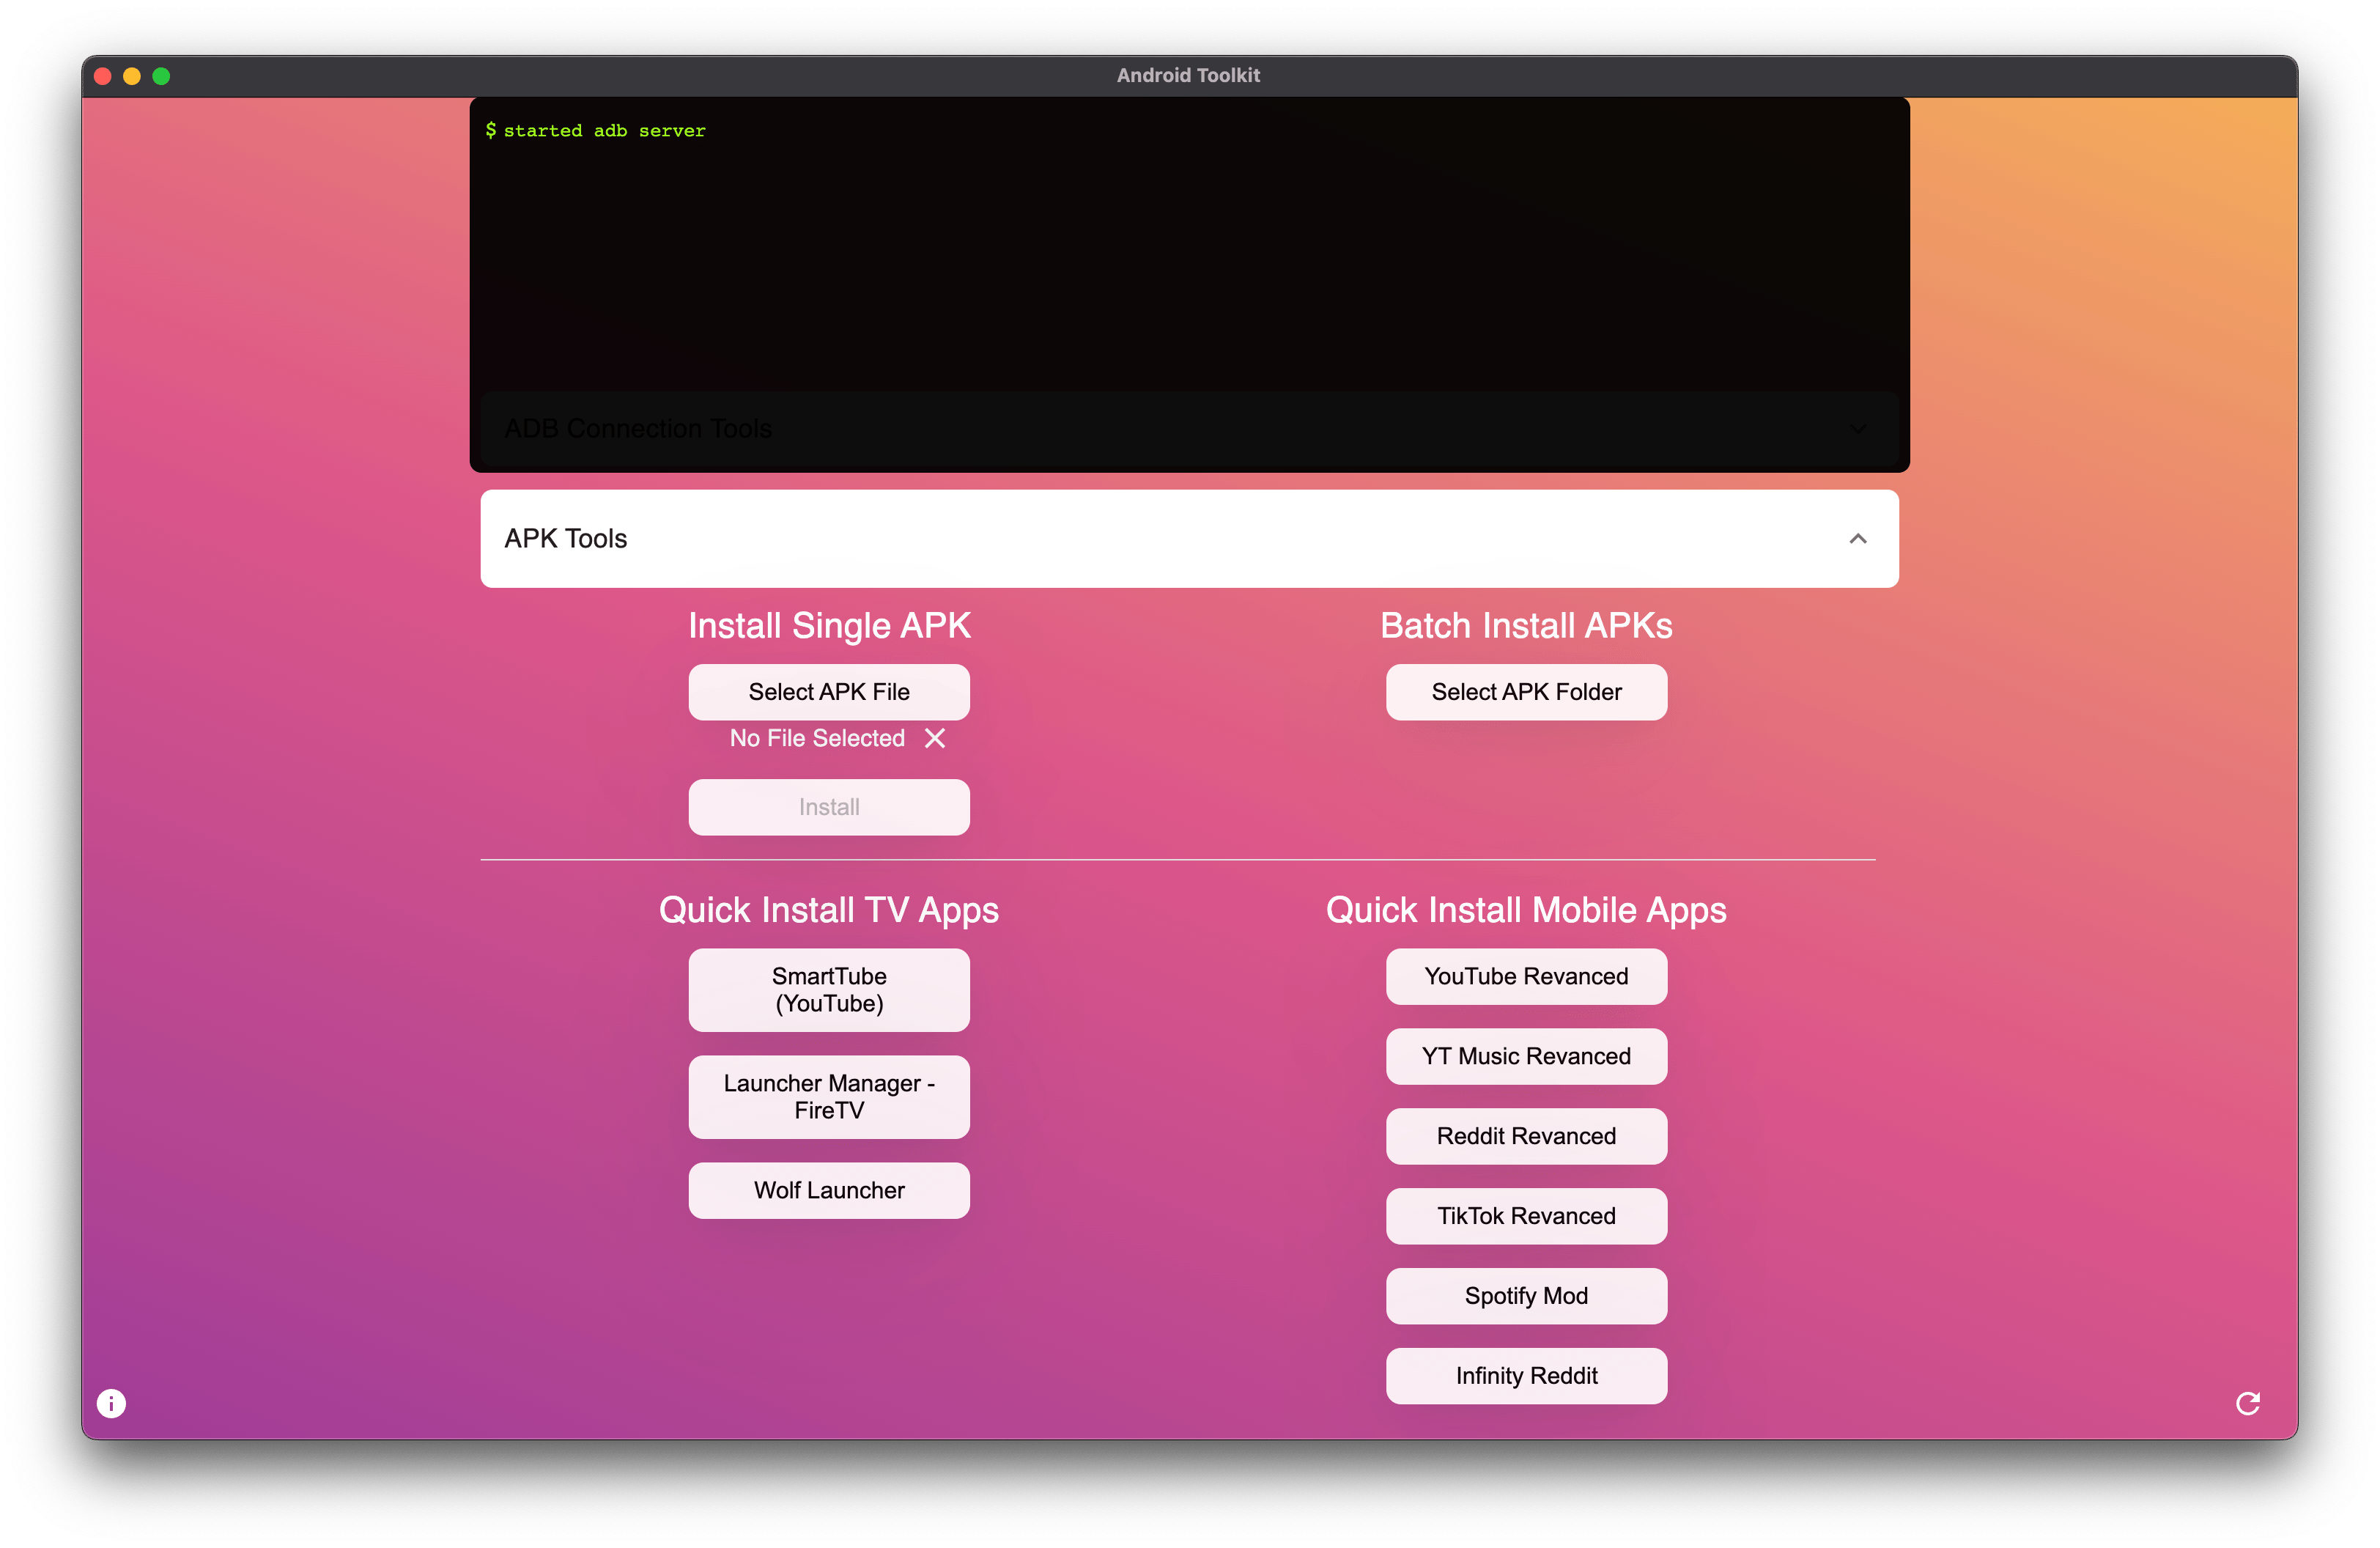 Android Toolkit
$ started adb server
ADB Connection Tools
APK Tools
Install Single APK
Batch Install APKs
Select APK File
Select APK Folder
No File Selected
Install
Quick Install TV Apps
Quick Install Mobile Apps
SmartTube
(YouTube)
Launcher Manager -
FireTV
Wolf Launcher
YouTube Revanced
YT Music Revanced
Reddit Revanced
TikTok Revanced
Spotify Mod
Infinity Reddit